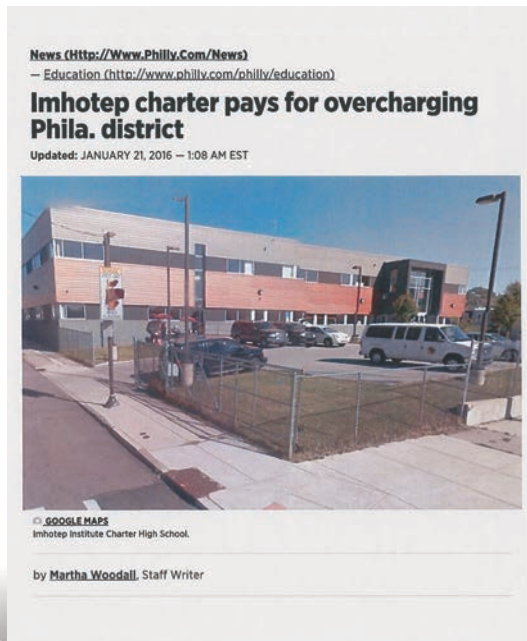 News (Http://Www.Philly.Com/News)
— Education (http://www.philly.com/philly/education)
Imhotep charter pays for overcharging
Phila. district
Updated: JANUARY 21, 2016 — 1:08 AM EST
GOOGLE MAPS
Imhotep Institute Charter High School.
by Martha Woodall, Staff Writer